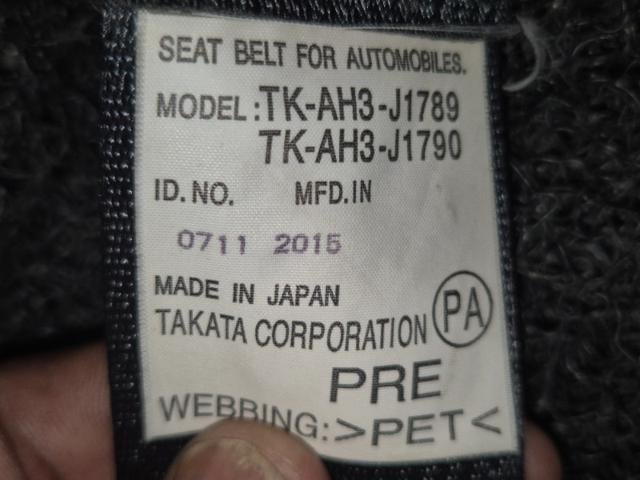 SEAT BELT FOR AUTOMOBILES.
MODEL: TK-AH3-J1789
TK-AH3-J1790
ID.NO. MFD.IN
0711 2015
MADE IN JAPAN
TAKATA CORPORATION PA
PRE
WEBBING: >PET<